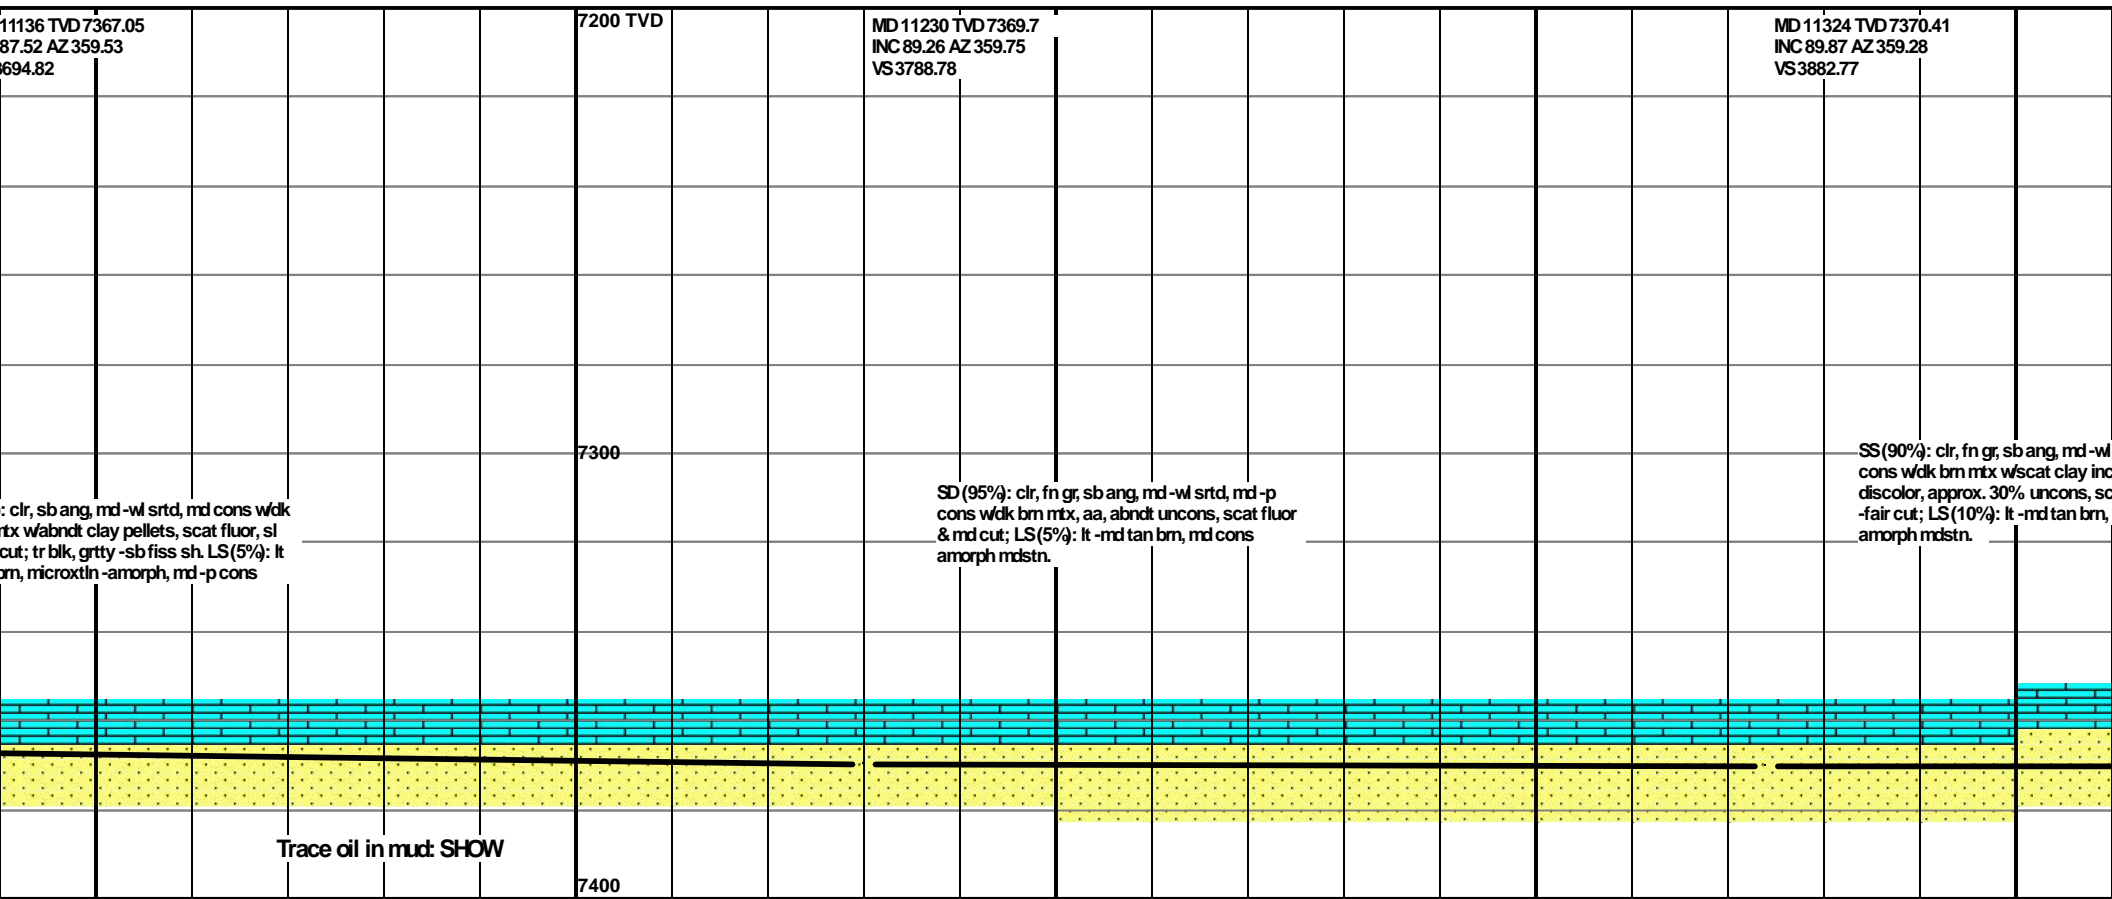 11136 TVD 7367.05
87.52 AZ 359.53
3694.82
7200 TVD
MD 11230 TVD 7369.7
INC 89.26 AZ 359.75
VS 3788.78
MD 11324 TVD 7370.41
INC 89.87 AZ 359.28
VS 3882.77
7300
: clr, sb ang, md -wl srtd, md cons w/dk
mtx w/abndt clay pellets, scat fluor, sl
cut; tr blk, grtty -sb fiss sh. LS (5%): lt
brn, microxtln -amorph, md -p cons
SD (95%): clr, fn gr, sb ang, md -wl srtd, md -p
cons w/dk brn mtx, aa, abndt uncons, scat fluor
& md cut; LS (5%): lt -md tan brn, md cons
amorph mdstn.
SS (90%): clr, fn gr, sb ang, md -wl
cons w/dk brn mtx w/scat clay inc
discolor, approx. 30% uncons, sc
-fair cut; LS (10%): lt -md tan brn,
amorph mdstn.
Trace oil in mud: SHOW
7400